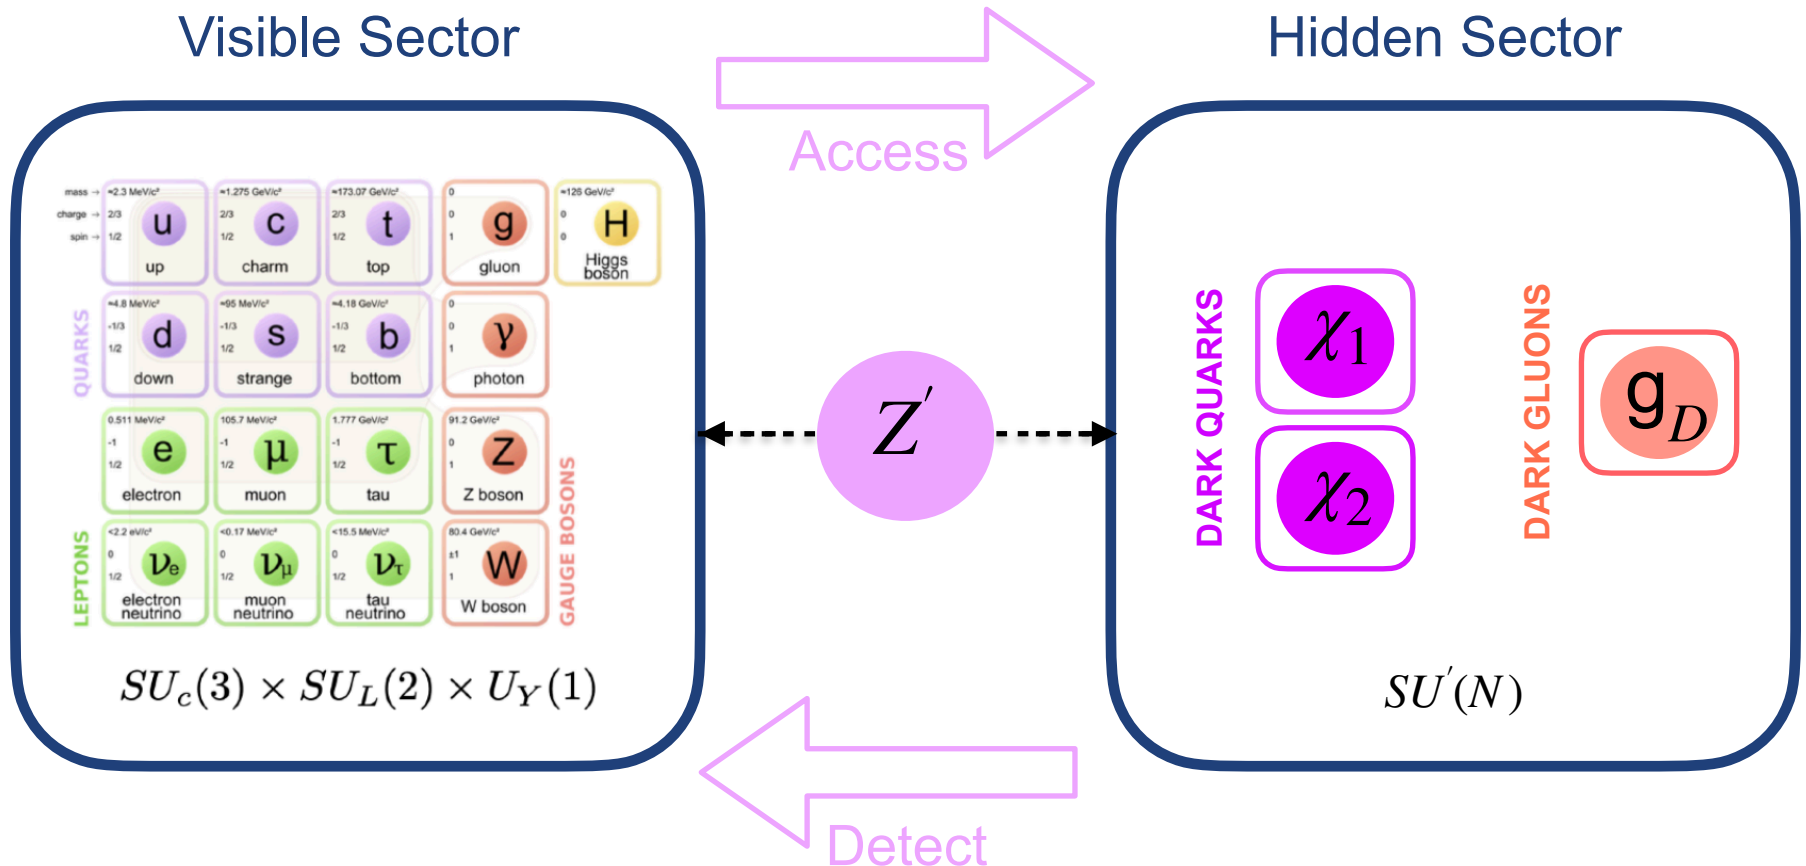 Visible Sector
Hidden Sector
Access
mass → ≈2.3 MeV/c² ≈1.275 GeV/c² ≈173.07 GeV/c² 0 ≈126 GeV/c²
charge → 2/3 2/3 2/3 0 0
spin → 1/2 1/2 1/2 1 0
u c t g H
up charm top gluon Higgs boson
QUARKS
≈4.8 MeV/c² ≈95 MeV/c² ≈4.18 GeV/c² 0
-1/3 -1/3 -1/3 0
1/2 1/2 1/2 1
d s b γ
down strange bottom photon
0.511 MeV/c² 105.7 MeV/c² 1.777 GeV/c² 91.2 GeV/c²
-1 -1 -1 0
1/2 1/2 1/2 1
e μ τ Z
electron muon tau Z boson
LEPTONS
GAUGE BOSONS
<2.2 eV/c² <0.17 MeV/c² <15.5 MeV/c² 80.4 GeV/c²
0 0 0 ±1
1/2 1/2 1/2 1
νe νμ ντ W
electron neutrino muon neutrino tau neutrino W boson
SU_c(3) × SU_L(2) × U_Y(1)
Z′
DARK QUARKS
χ1
χ2
DARK GLUONS
g_D
SU′(N)
Detect